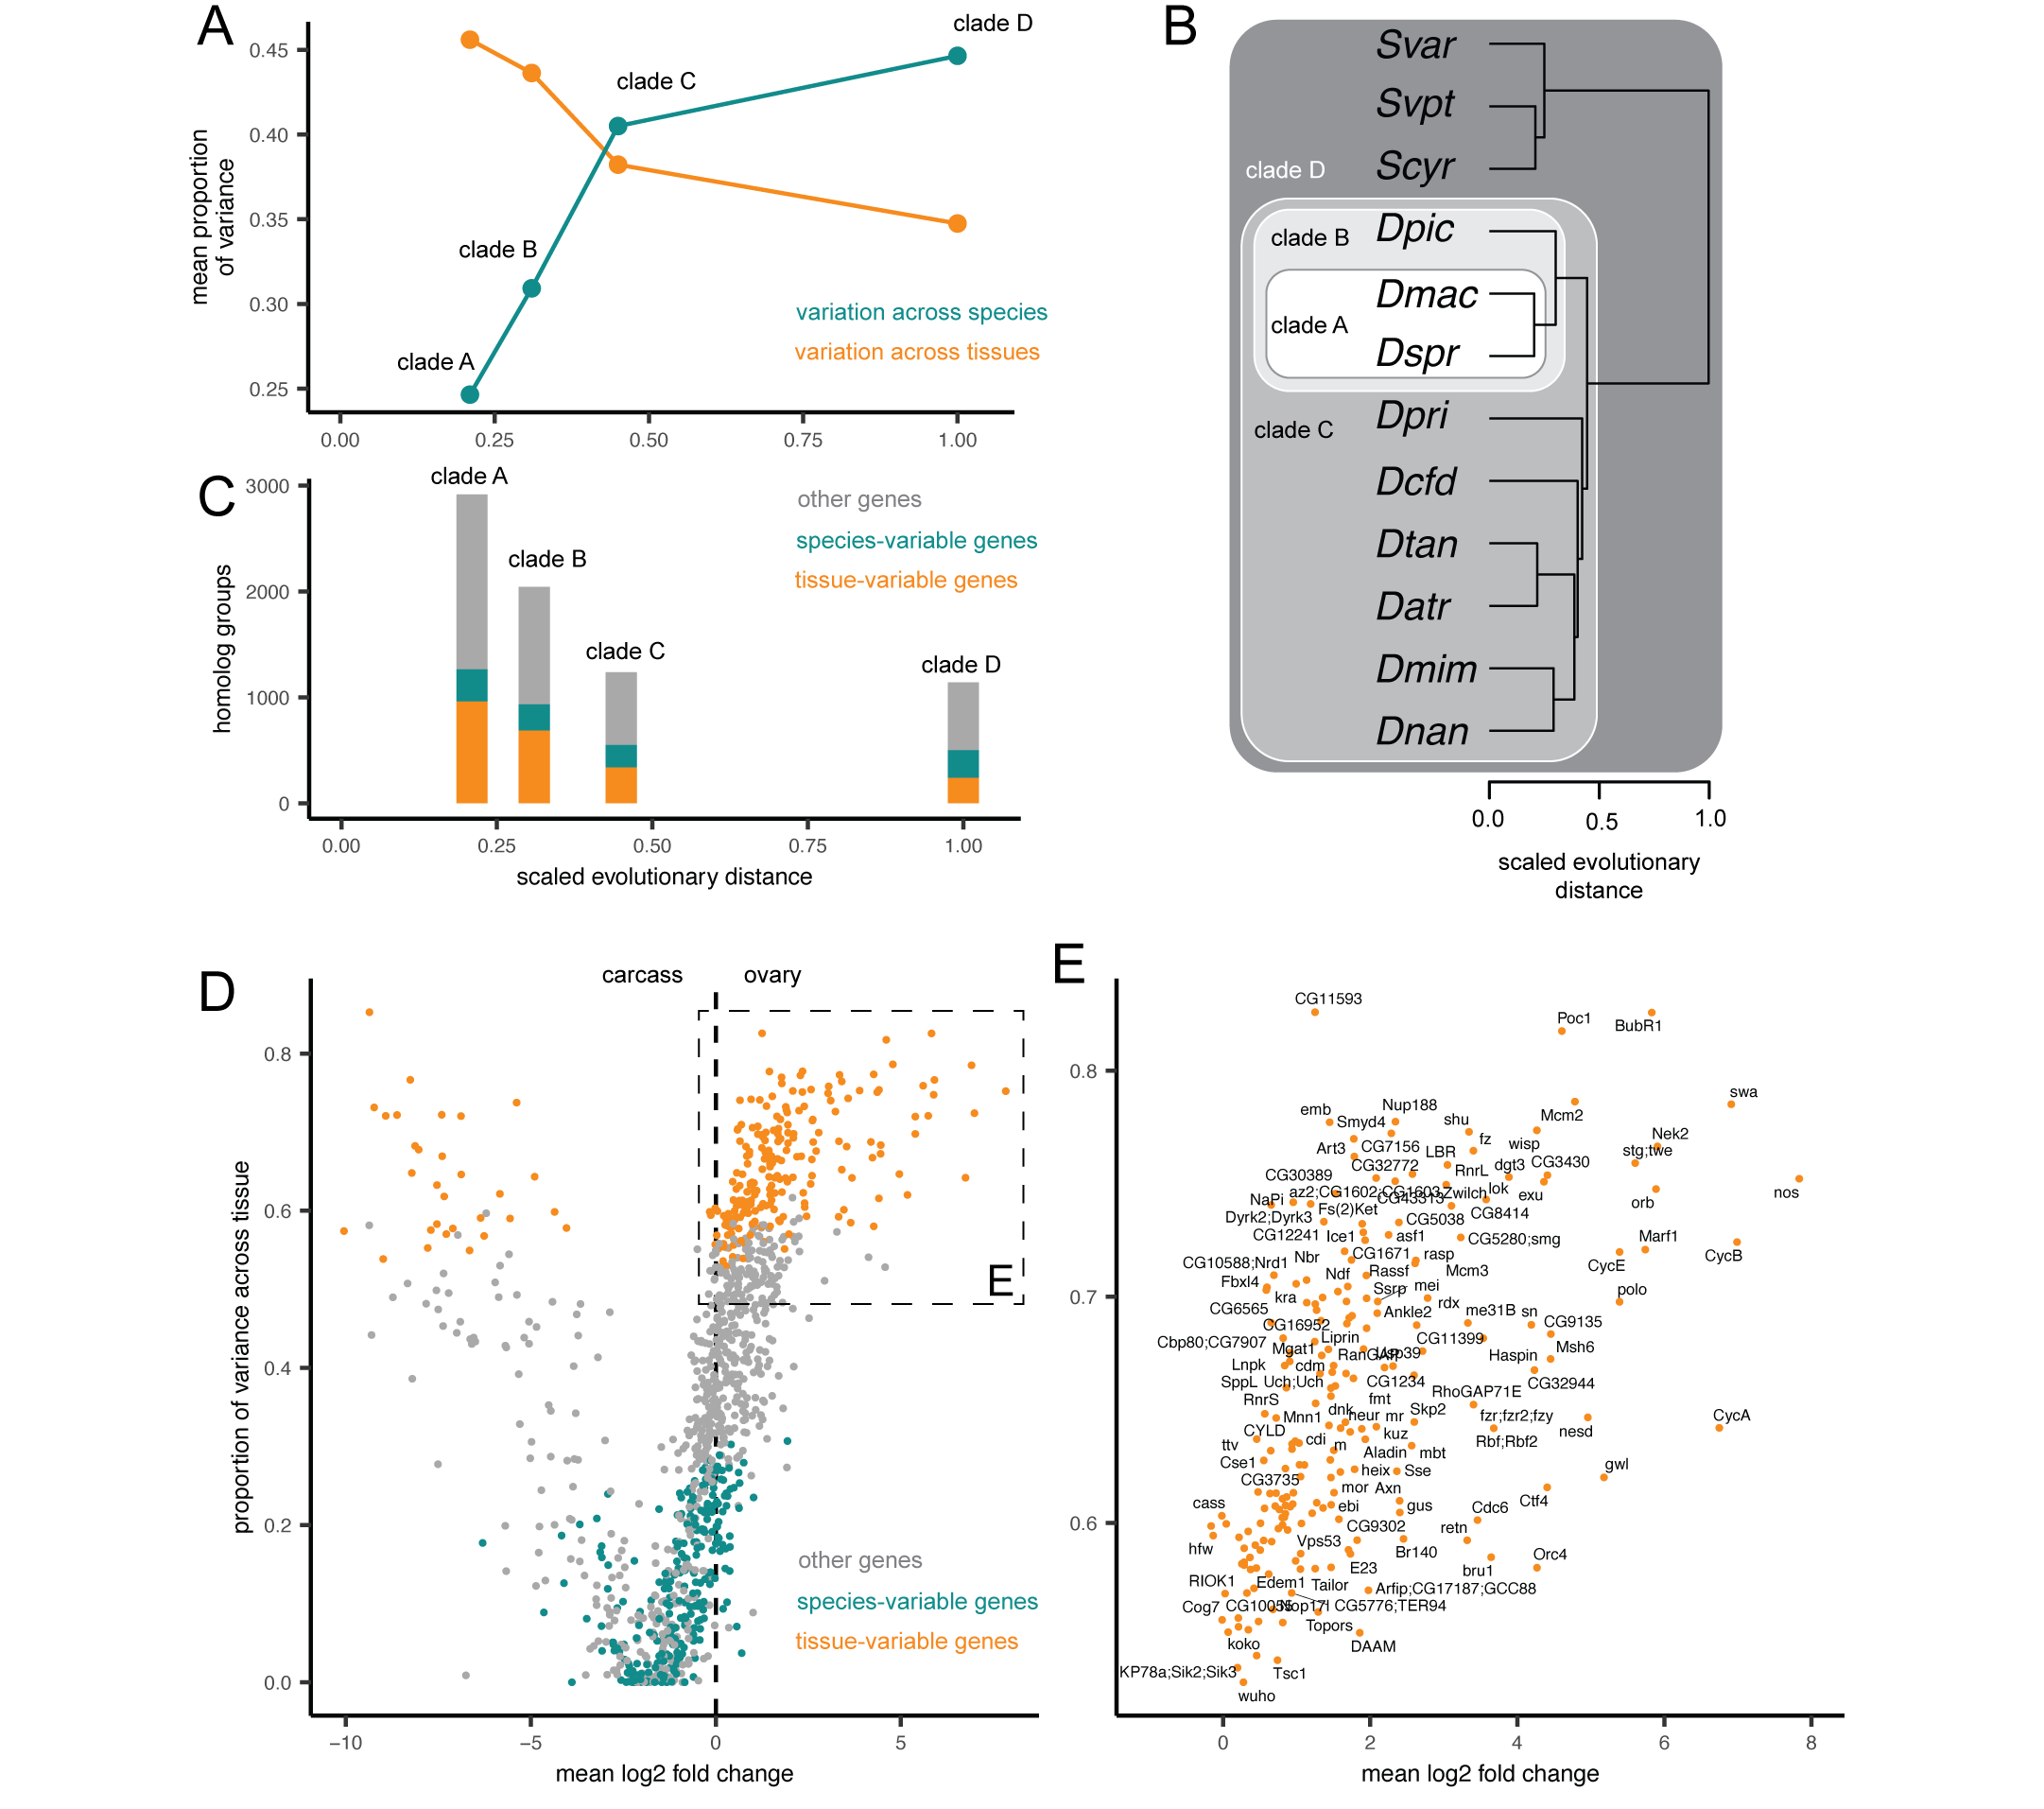 A
clade D
clade C
clade B
clade A
0.45
0.40
0.35
0.30
0.25
mean proportion
of variance
variation across species
variation across tissues
0.00 0.25 0.50 0.75 1.00
B
Svar
Svpt
Scyr
clade D
Dpic
clade B
Dmac
clade A
Dspr
Dpri
clade C
Dcfd
Dtan
Datr
Dmim
Dnan
0.0 0.5 1.0
scaled evolutionary
distance
C
clade A
clade B
clade C
clade D
3000
2000
1000
0
homolog groups
other genes
species-variable genes
tissue-variable genes
0.00 0.25 0.50 0.75 1.00
scaled evolutionary distance
D
carcass ovary
0.8
0.6
0.4
0.2
0.0
proportion of variance across tissue
E
other genes
species-variable genes
tissue-variable genes
−10 −5 0 5
mean log2 fold change
E
0.8
0.7
0.6
CG11593
Poc1
BubR1
swa
emb
Nup188
Smyd4
shu
Mcm2
Art3
CG7156
fz
wisp
Nek2
LBR
stg;twe
CG32772
CG30389
RnrL
dgt3
CG3430
az2;CG1602;CG1603
CG43313
Zwilch
lok
exu
nos
NaPi
Fs(2)Ket
CG8414
orb
Dyrk2;Dyrk3
CG5038
CG12241
Ice1
asf1
CG5280;smg
Marf1
CycB
CG10588;Nrd1
Nbr
CG1671
rasp
CycE
Fbxl4
Ndf
Rassf
Mcm3
polo
kra
Ssrp
mei
rdx
CG6565
Ankle2
me31B
sn
CG9135
CG16952
Cbp80;CG7907
Liprin
CG11399
Msh6
Mgat1
RanGAP
Usp39
Haspin
Lnpk
cdm
CG1234
CG32944
SppL
Uch;Uch
RhoGAP71E
RnrS
fmt
Mnn1
dnk
heur
mr
Skp2
fzr;fzr2;fzy
nesd
CycA
CYLD
kuz
Rbf;Rbf2
ttv
cdi
m
Aladin
mbt
Cse1
heix
Sse
gwl
CG3735
mor
Axn
Ctf4
cass
ebi
gus
Cdc6
CG9302
retn
hfw
Vps53
Br140
Orc4
bru1
E23
RIOK1
Edem1
Tailor
Arfip;CG17187;GCC88
Cog7
CG10055
Nop17l
CG5776;TER94
Topors
koko
DAAM
KP78a;Sik2;Sik3
Tsc1
wuho
0 2 4 6 8
mean log2 fold change